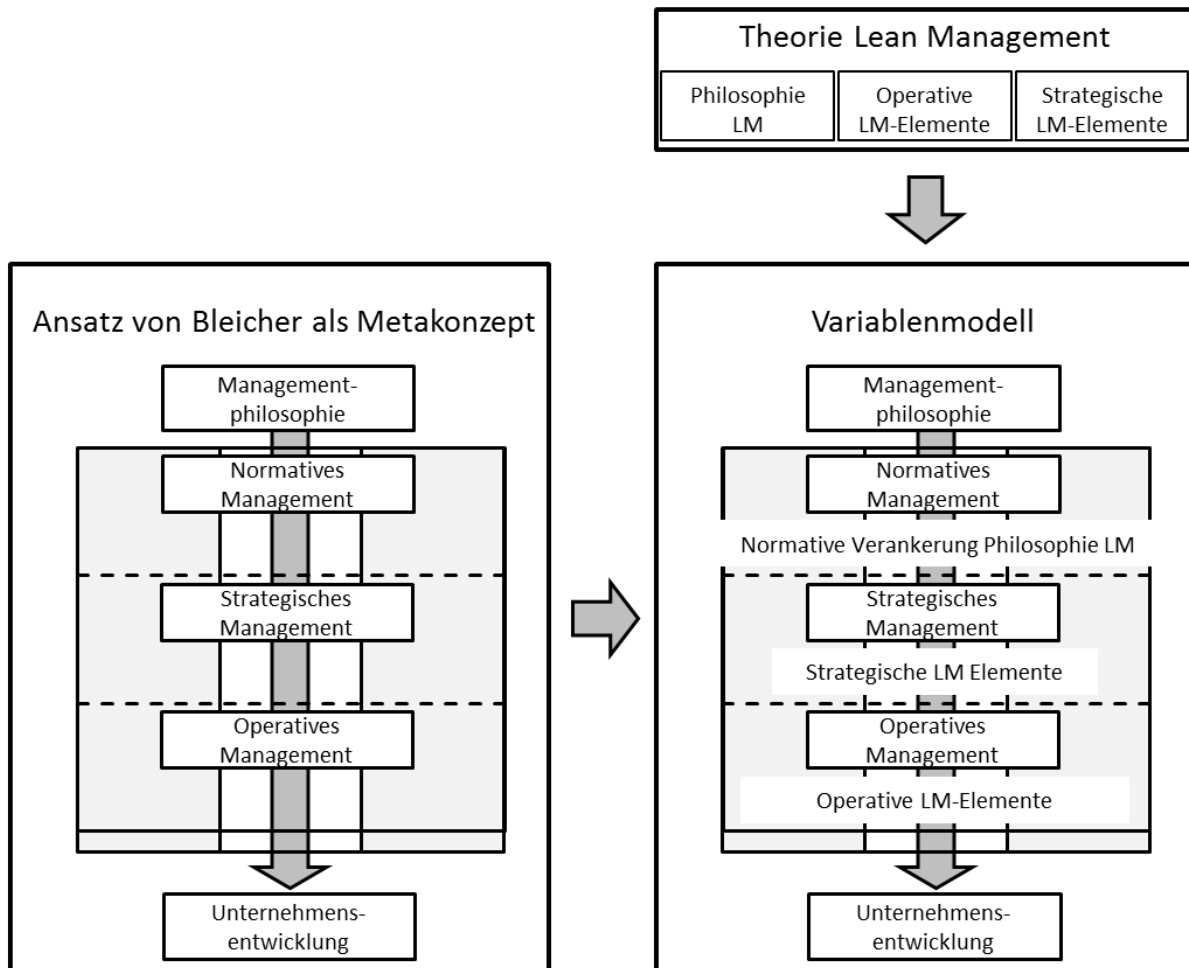 Theorie Lean Management
Philosophie
LM
Operative
LM-Elemente
Strategische
LM-Elemente
Ansatz von Bleicher als Metakonzept
Management-
philosophie
Normatives
Management
Strategisches
Management
Operatives
Management
Unternehmens-
entwicklung
Variablenmodell
Management-
philosophie
Normatives
Management
Normative Verankerung Philosophie LM
Strategisches
Management
Strategische LM Elemente
Operatives
Management
Operative LM-Elemente
Unternehmens-
entwicklung